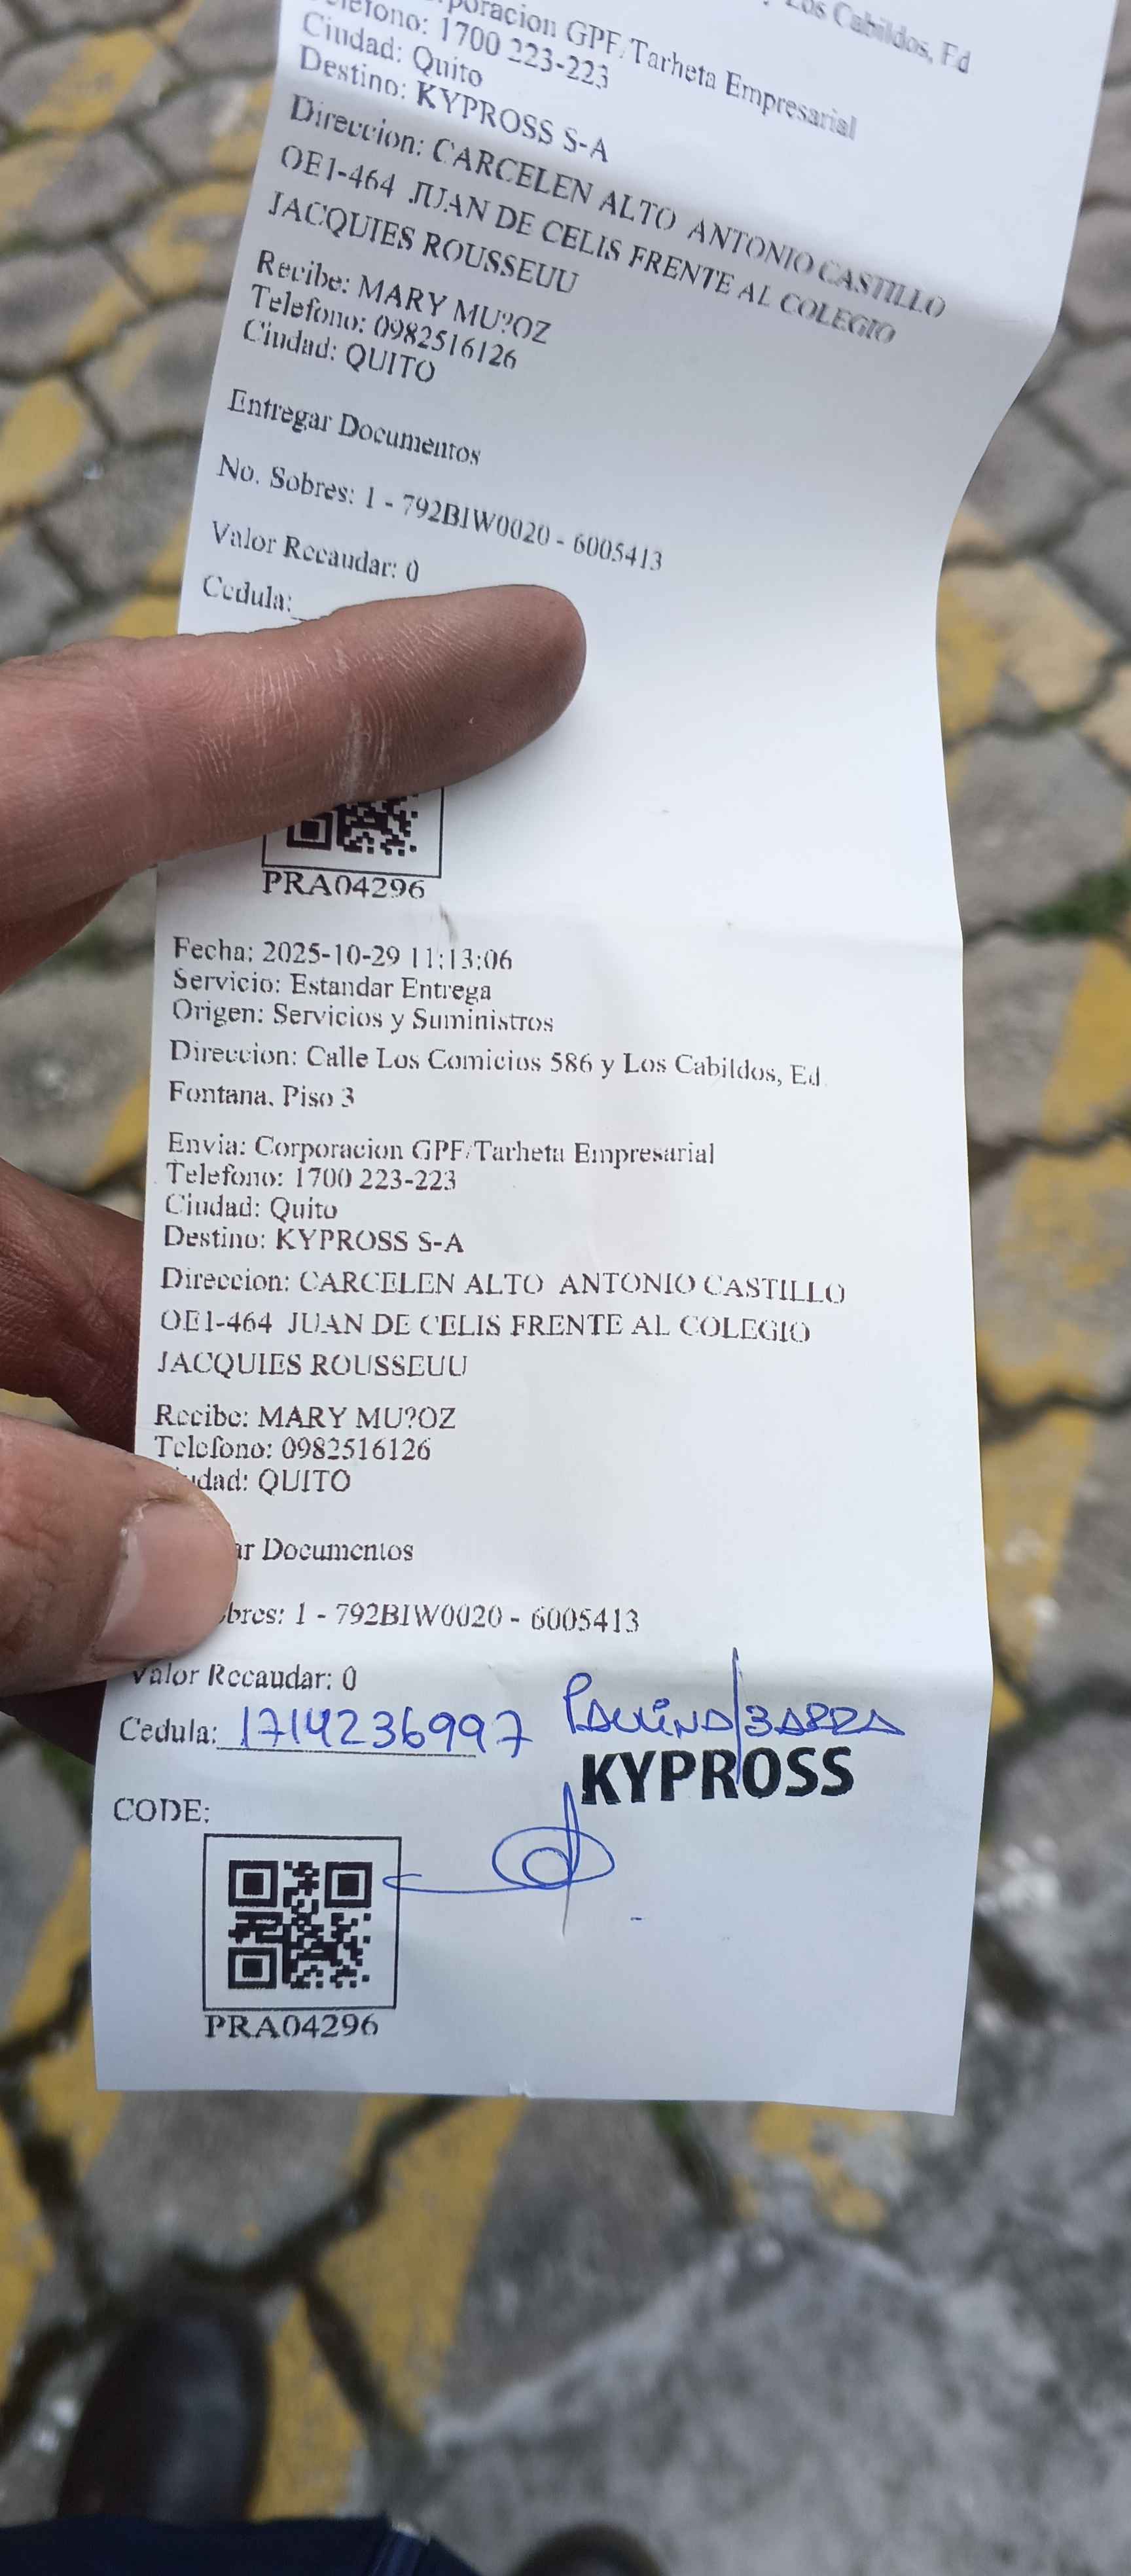 Los Cabildos, Ed
poracion GPF/Tarheta Empresarial
Telefono: 1700 223-223
Ciudad: Quito
Destino: KYPROSS S-A
Direccion: CARCELEN ALTO ANTONIO CASTILLO
OE1-464 JUAN DE CELIS FRENTE AL COLEGIO
JACQUIES ROUSSEUU
Recibe: MARY MU?OZ
Telefono: 0982516126
Ciudad: QUITO
Entregar Documentos
No. Sobres: 1 - 792BIW0020 - 6005413
Valor Recaudar: 0
Cedula:
PRA04296
Fecha: 2025-10-29 11:13:06
Servicio: Estandar Entrega
Origen: Servicios y Suministros
Direccion: Calle Los Comicios 586 y Los Cabildos, Ed.
Fontana, Piso 3
Envia: Corporacion GPF/Tarheta Empresarial
Telefono: 1700 223-223
Ciudad: Quito
Destino: KYPROSS S-A
Direccion: CARCELEN ALTO ANTONIO CASTILLO
OE1-464 JUAN DE CELIS FRENTE AL COLEGIO
JACQUIES ROUSSEUU
Recibe: MARY MU?OZ
Telefono: 0982516126
udad: QUITO
ar Documentos
bres: 1 - 792BIW0020 - 6005413
Valor Recaudar: 0
Cedula: 1714236997 PAULINA IBARRA
KYPROSS
CODE:
PRA04296